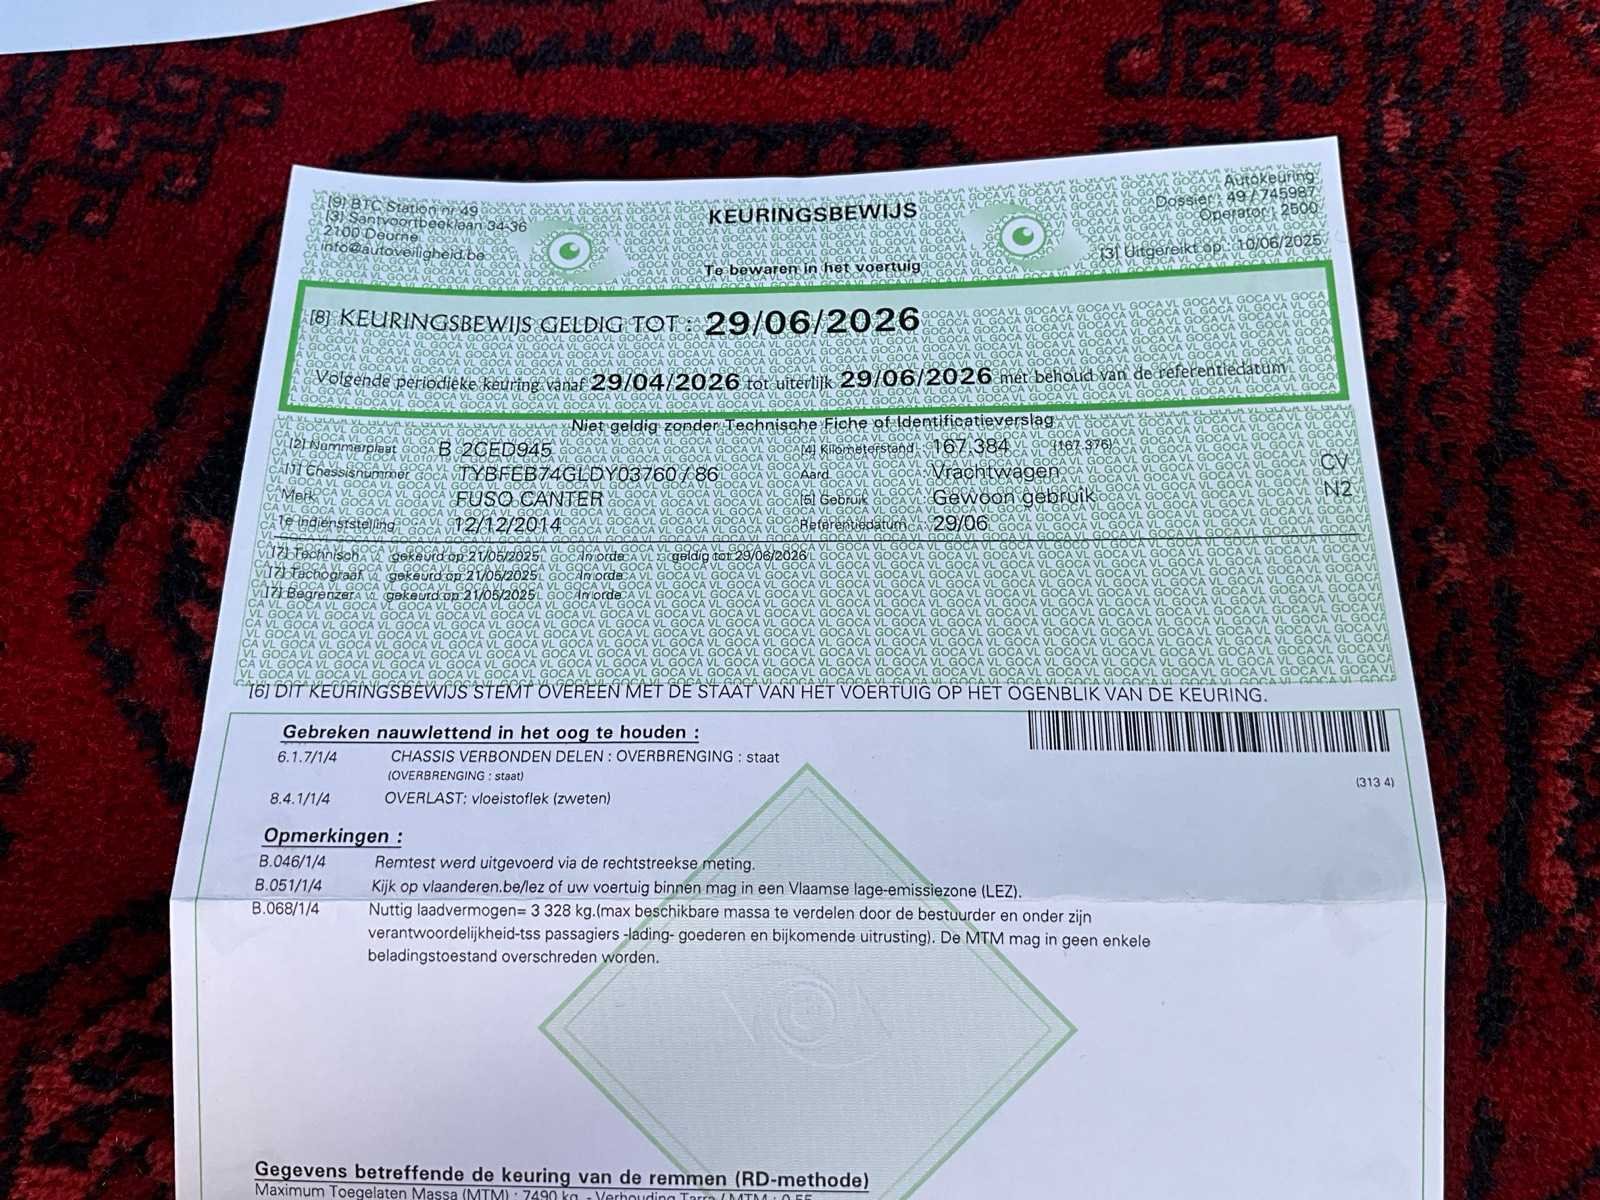 [9] BTC Station nr 49
[3] Santvoortbeeklaan 34-36
2100 Deurne
info@autoveiligheid.be
KEURINGSBEWIJS
Te bewaren in het voertuig
Autokeuring
Dossier : 49 / 745987
Operator : 2500
[3] Uitgereikt op : 10/06/2025
[8] KEURINGSBEWIJS GELDIG TOT : 29/06/2026
Volgende periodieke keuring vanaf 29/04/2026 tot uiterlijk 29/06/2026 met behoud van de referentiedatum
Niet geldig zonder Technische Fiche of Identificatieverslag
[2] Nummerplaat B 2CED945 [4] Kilometerstand 167.384 (167.376)
[1] Chassisnummer TYBFEB74GLDY03760 / 86 Aard Vrachtwagen CV
Merk FUSO CANTER [5] Gebruik Gewoon gebruik N2
1e Indienststelling 12/12/2014 Referentiedatum : 29/06
[7] Technisch gekeurd op 21/05/2025 In orde geldig tot 29/06/2026
[7] Tachograaf gekeurd op 21/05/2025 In orde
[7] Begrenzer gekeurd op 21/05/2025 In orde
[6] DIT KEURINGSBEWIJS STEMT OVEREEN MET DE STAAT VAN HET VOERTUIG OP HET OGENBLIK VAN DE KEURING.
Gebreken nauwlettend in het oog te houden :
6.1.7/1/4 CHASSIS VERBONDEN DELEN : OVERBRENGING : staat
(OVERBRENGING : staat)
(313 4)
8.4.1/1/4 OVERLAST: vloeistoflek (zweten)
Opmerkingen :
B.046/1/4 Remtest werd uitgevoerd via de rechtstreekse meting.
B.051/1/4 Kijk op vlaanderen.be/lez of uw voertuig binnen mag in een Vlaamse lage-emissiezone (LEZ).
B.068/1/4 Nuttig laadvermogen= 3 328 kg.(max beschikbare massa te verdelen door de bestuurder en onder zijn
verantwoordelijkheid-tss passagiers -lading- goederen en bijkomende uitrusting). De MTM mag in geen enkele
beladingstoestand overschreden worden.
Gegevens betreffende de keuring van de remmen (RD-methode)
Maximum Toegelaten Massa (MTM) : 7490 kg. - Verhouding Tarra / MTM : 0.55